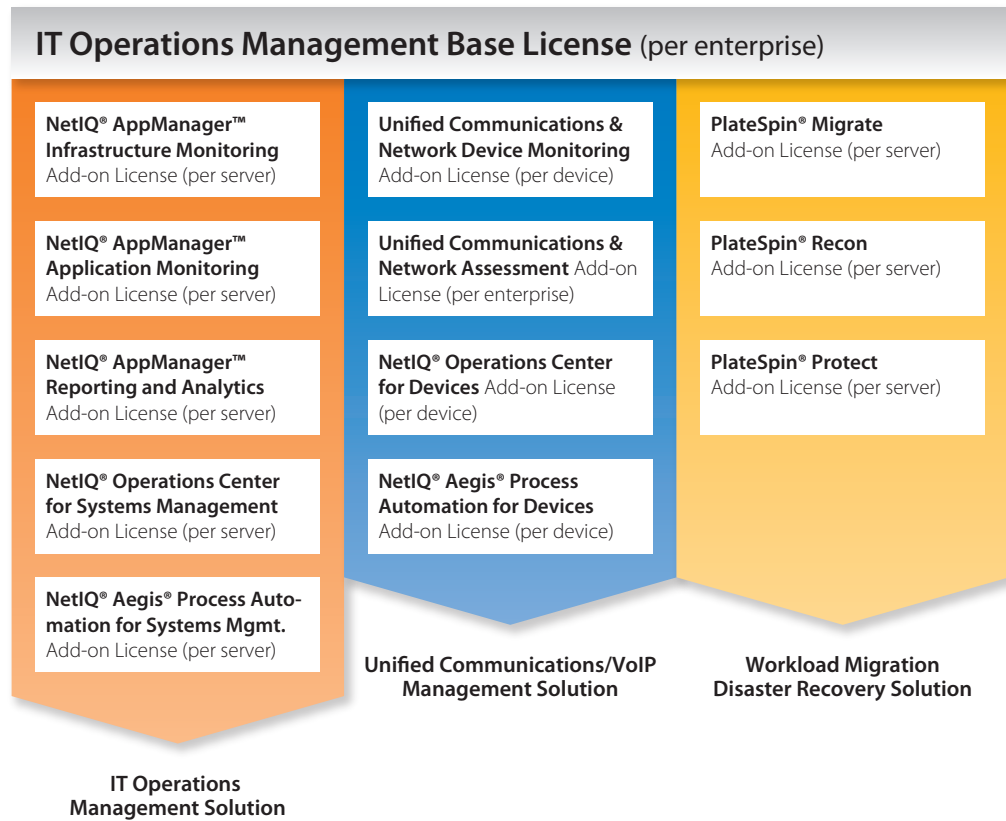 IT Operations Management Base License (per enterprise)
NetIQ® AppManager™
Infrastructure Monitoring
Add-on License (per server)
NetIQ® AppManager™
Application Monitoring
Add-on License (per server)
NetIQ® AppManager™
Reporting and Analytics
Add-on License (per server)
NetIQ® Operations Center
for Systems Management
Add-on License (per server)
NetIQ® Aegis® Process Auto-
mation for Systems Mgmt.
Add-on License (per server)
IT Operations
Management Solution
Unified Communications &
Network Device Monitoring
Add-on License (per device)
Unified Communications &
Network Assessment Add-on
License (per enterprise)
NetIQ® Operations Center
for Devices Add-on License
(per device)
NetIQ® Aegis® Process
Automation for Devices
Add-on License (per device)
Unified Communications/VoIP
Management Solution
PlateSpin® Migrate
Add-on License (per server)
PlateSpin® Recon
Add-on License (per server)
PlateSpin® Protect
Add-on License (per server)
Workload Migration
Disaster Recovery Solution